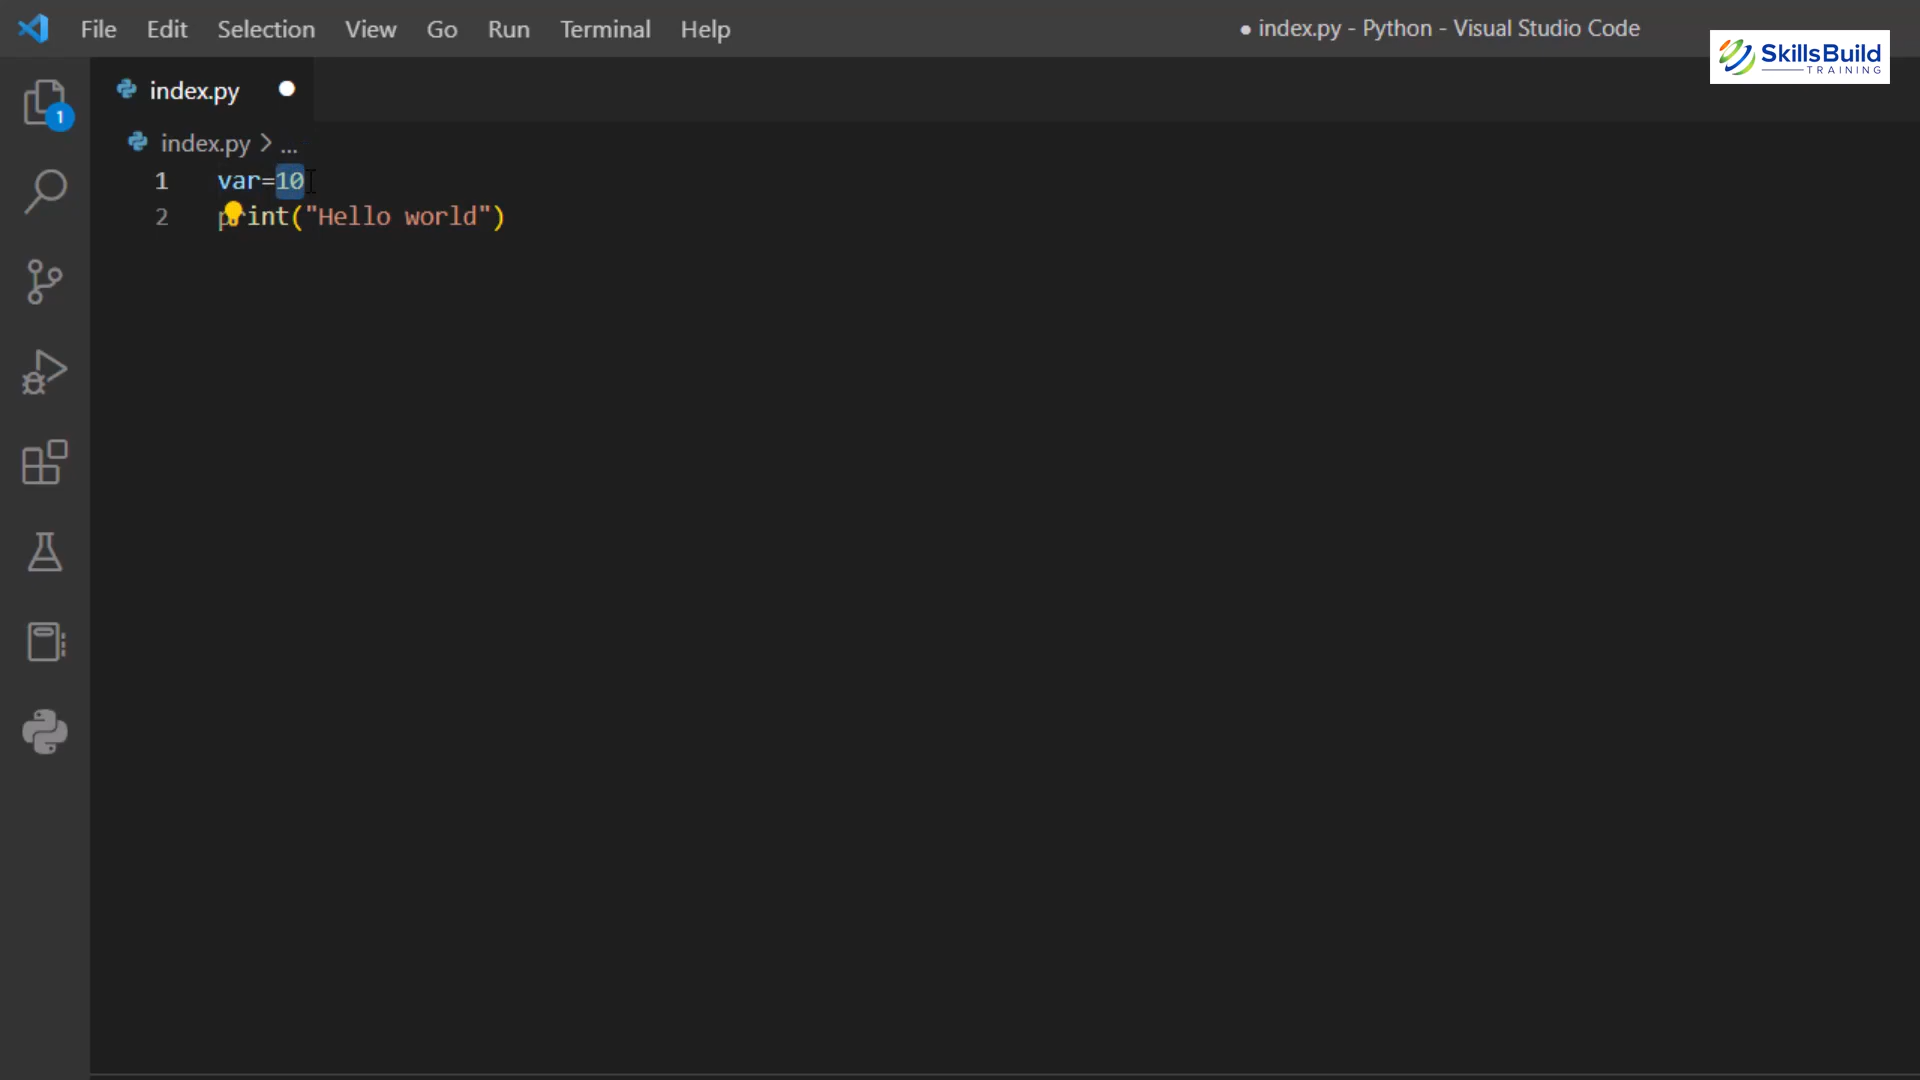 File Edit Selection View Go Run Terminal Help
● index.py - Python - Visual Studio Code
SkillsBuild
TRAINING
index.py
1
index.py > ...
1 var=10
2 print("Hello world")